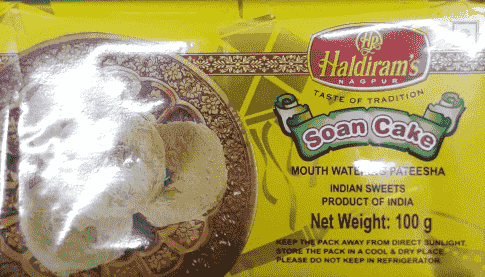 HR
Haldiram's
NAGPUR
TASTE OF TRADITION
Soan Cake
MOUTH WATERING PATEESHA
INDIAN SWEETS
PRODUCT OF INDIA
Net Weight: 100 g
KEEP THE PACK AWAY FROM DIRECT SUNLIGHT.
STORE THE PACK IN A COOL & DRY PLACE.
PLEASE DO NOT KEEP IN REFRIGERATOR.